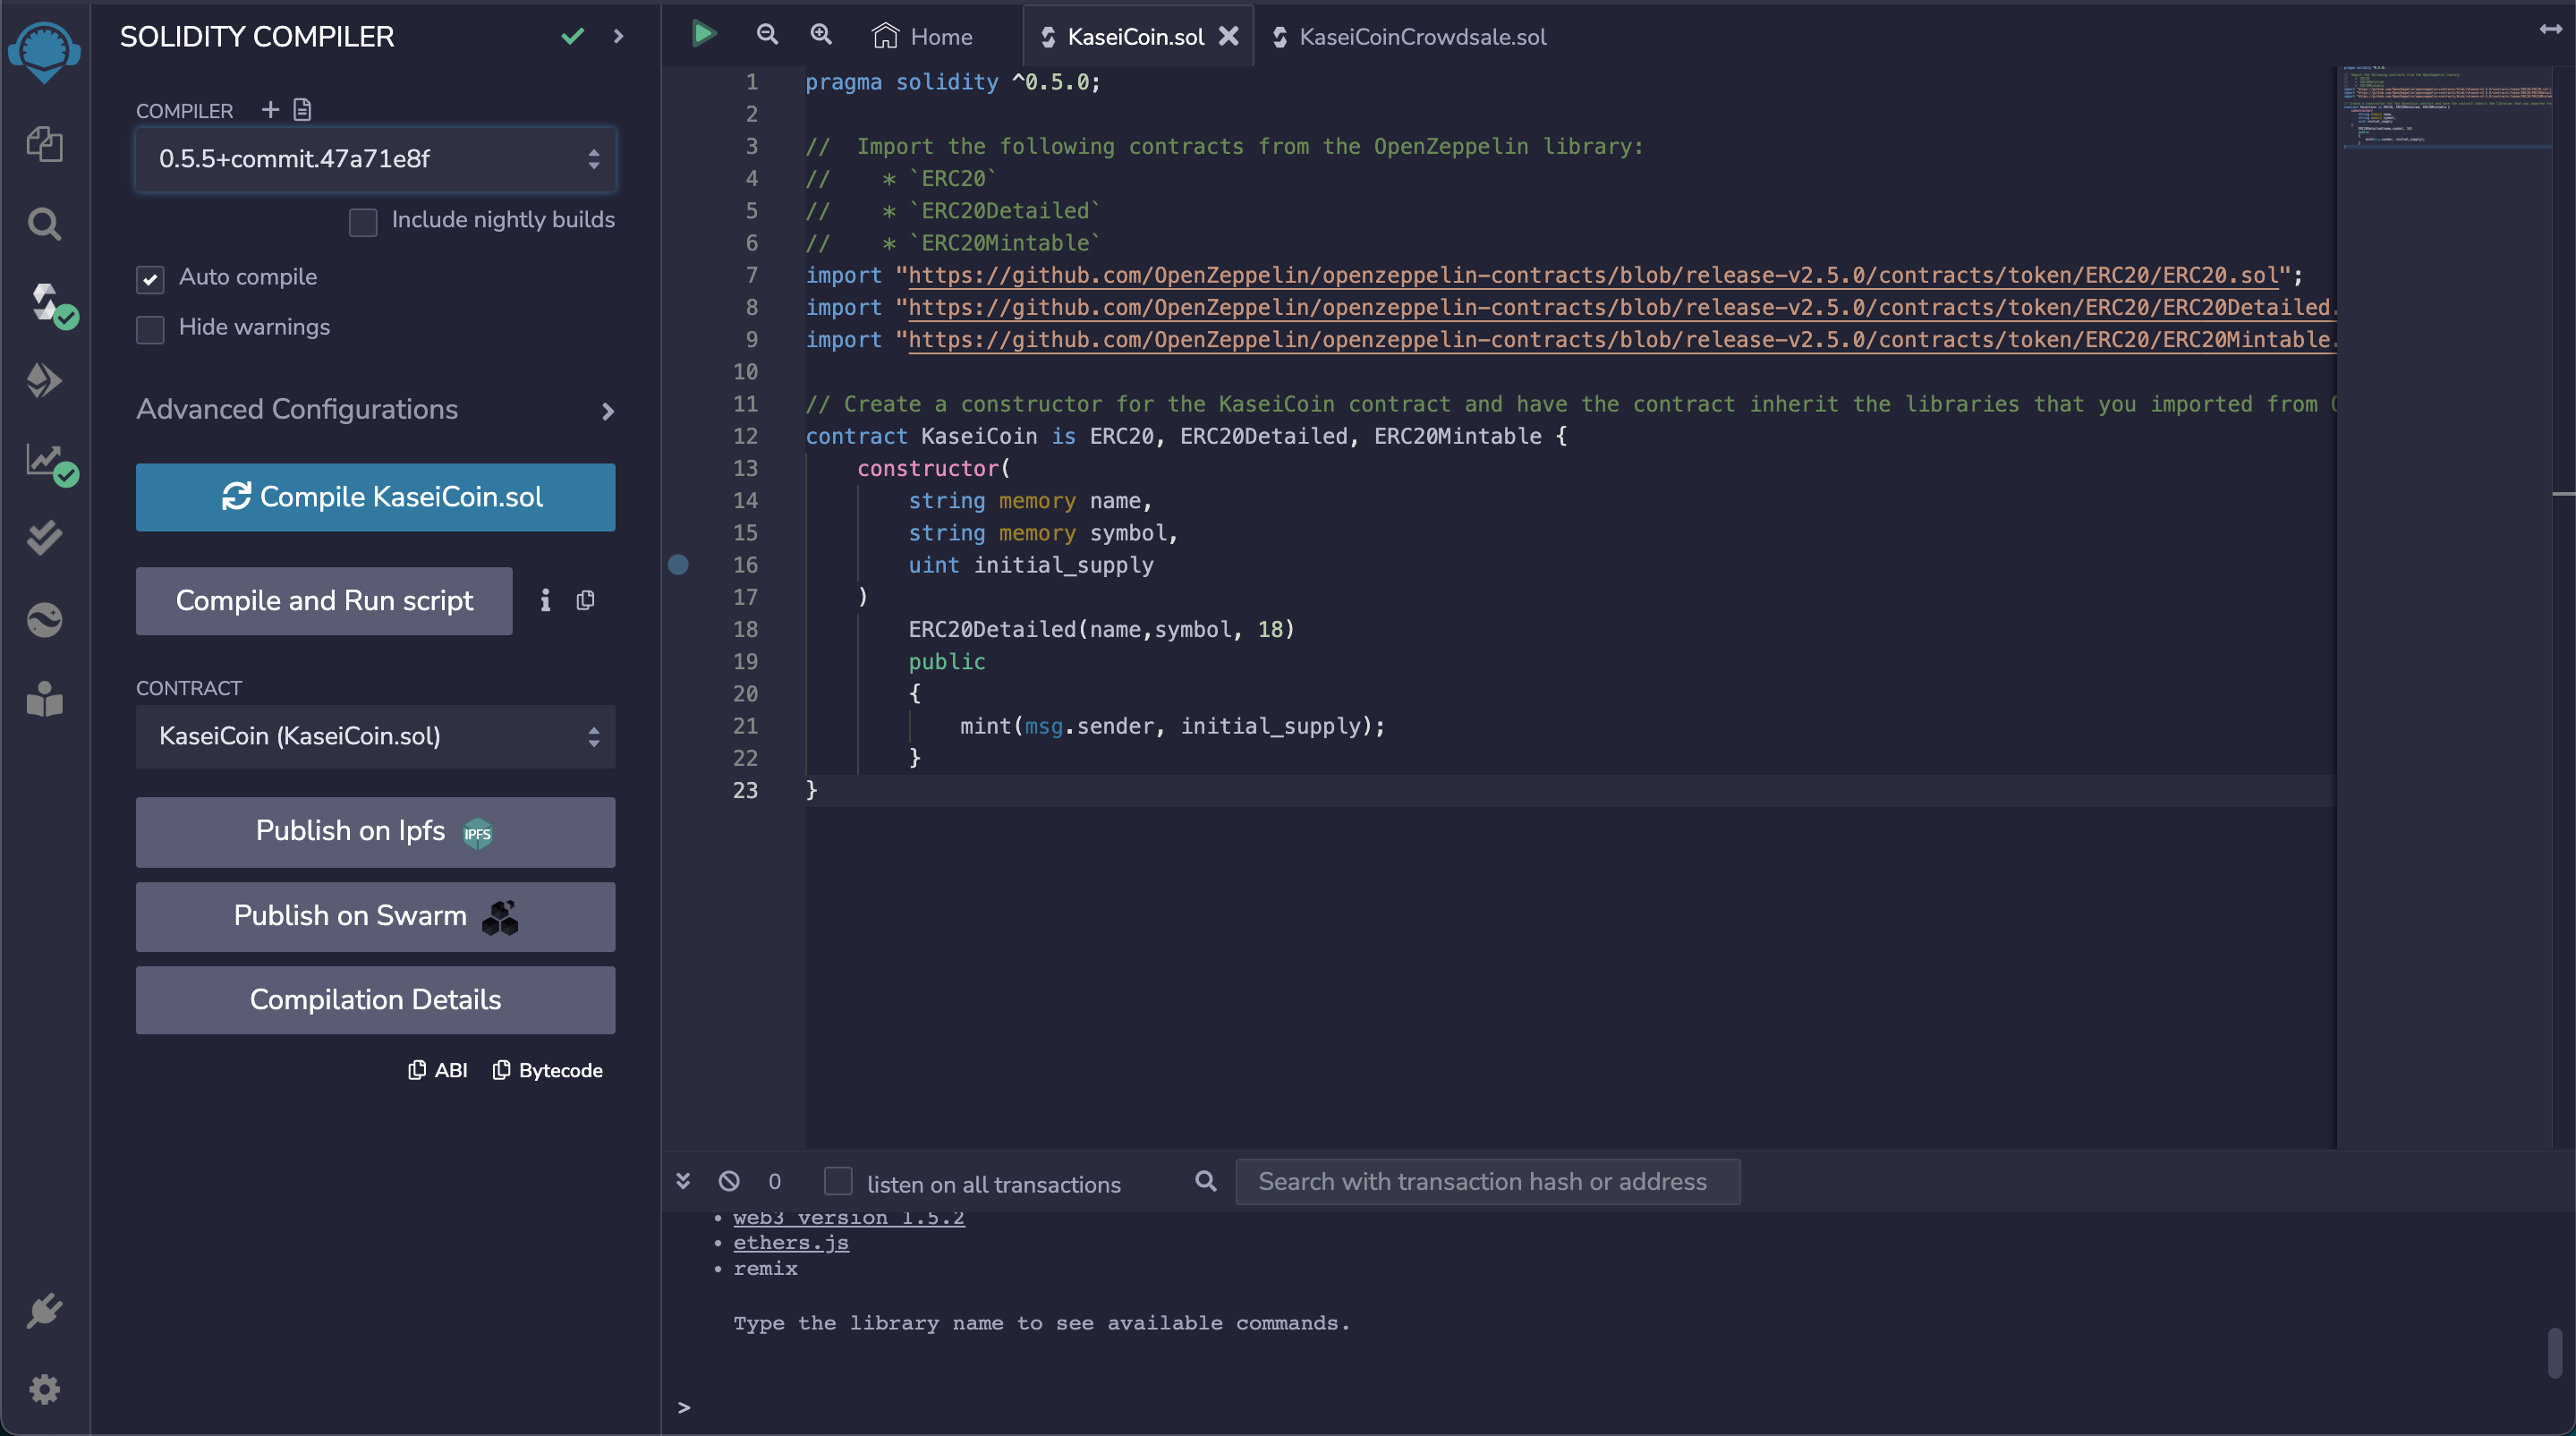 SOLIDITY COMPILER
COMPILER
0.5.5+commit.47a71e8f
Include nightly builds
Auto compile
Hide warnings
Advanced Configurations
Compile KaseiCoin.sol
Compile and Run script
CONTRACT
KaseiCoin (KaseiCoin.sol)
Publish on Ipfs IPFS
Publish on Swarm
Compilation Details
ABI Bytecode
Home KaseiCoin.sol KaseiCoinCrowdsale.sol
1 pragma solidity ^0.5.0;
2
3 //  Import the following contracts from the OpenZeppelin library:
4 //    * `ERC20`
5 //    * `ERC20Detailed`
6 //    * `ERC20Mintable`
7 import "https://github.com/OpenZeppelin/openzeppelin-contracts/blob/release-v2.5.0/contracts/token/ERC20/ERC20.sol";
8 import "https://github.com/OpenZeppelin/openzeppelin-contracts/blob/release-v2.5.0/contracts/token/ERC20/ERC20Detailed.
9 import "https://github.com/OpenZeppelin/openzeppelin-contracts/blob/release-v2.5.0/contracts/token/ERC20/ERC20Mintable.
10
11 // Create a constructor for the KaseiCoin contract and have the contract inherit the libraries that you imported from
12 contract KaseiCoin is ERC20, ERC20Detailed, ERC20Mintable {
13     constructor(
14         string memory name,
15         string memory symbol,
16         uint initial_supply
17     )
18         ERC20Detailed(name,symbol, 18)
19         public
20         {
21             mint(msg.sender, initial_supply);
22         }
23 }
0 listen on all transactions Search with transaction hash or address
• web3 version 1.5.2
• ethers.js
• remix
Type the library name to see available commands.
>